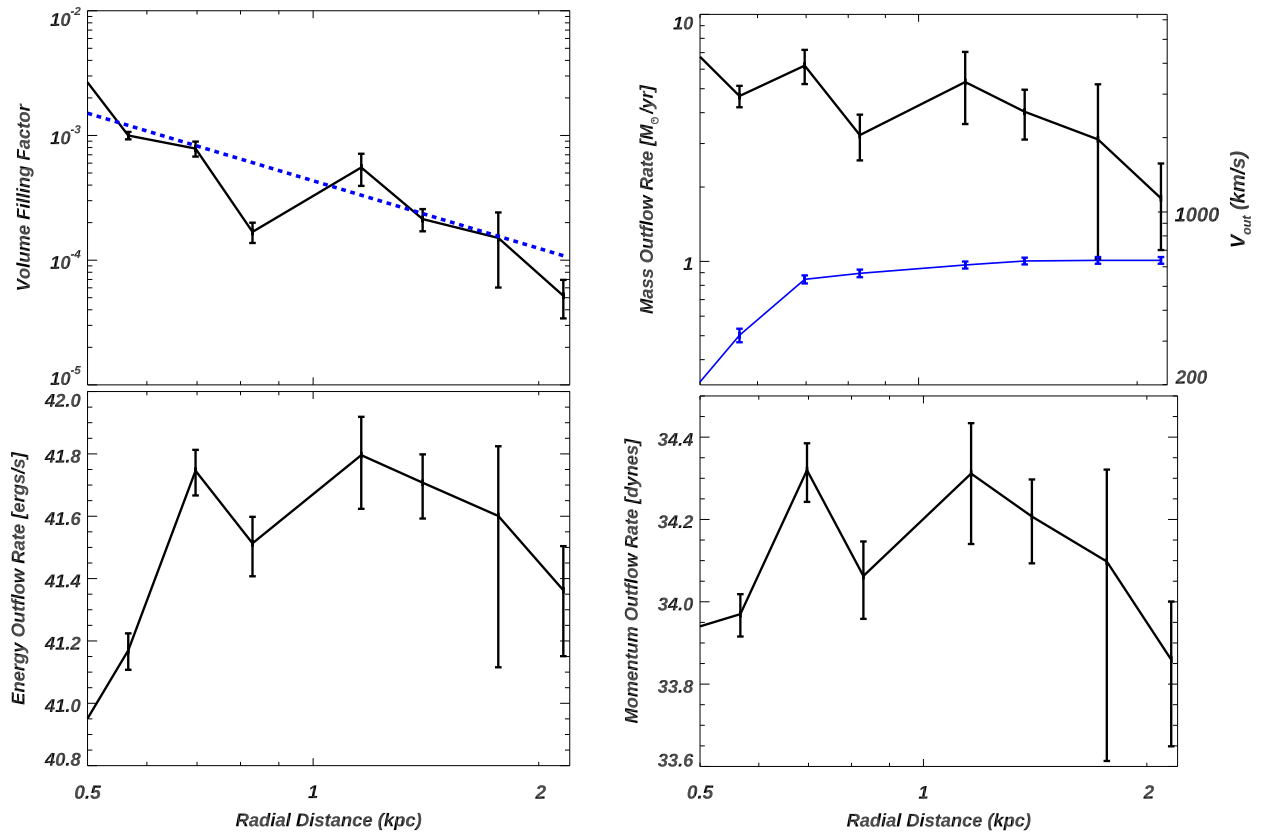 Volume Filling Factor
10-2
10-3
10-4
10-5
Mass Outflow Rate [M☉/yr]
10
1
1000
200
Vout (km/s)
Energy Outflow Rate [ergs/s]
42.0
41.8
41.6
41.4
41.2
41.0
40.8
0.5 1 2
Radial Distance (kpc)
Momentum Outflow Rate [dynes]
34.4
34.2
34.0
33.8
33.6
0.5 1 2
Radial Distance (kpc)